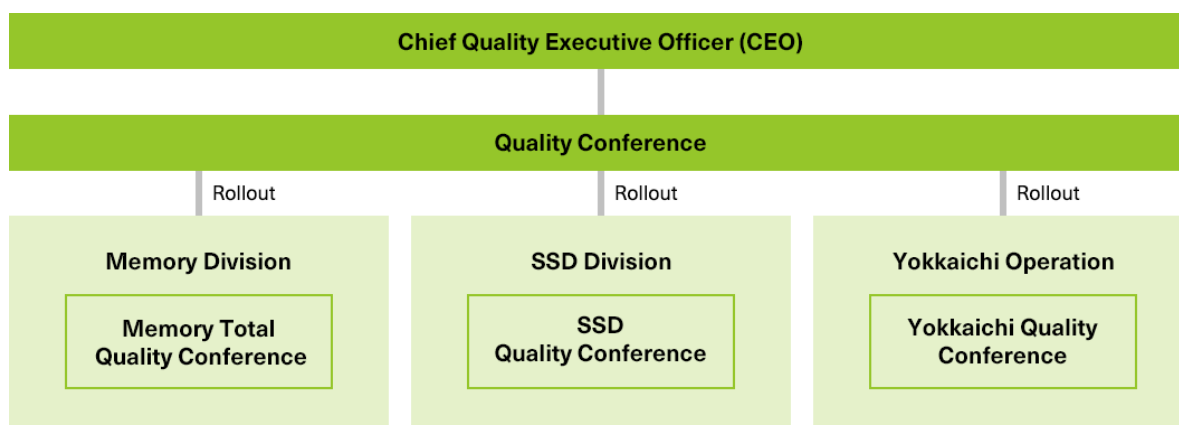 Chief Quality Executive Officer (CEO)
Quality Conference
Rollout
Rollout
Rollout
Memory Division
Memory Total
Quality Conference
SSD Division
SSD
Quality Conference
Yokkaichi Operation
Yokkaichi Quality
Conference